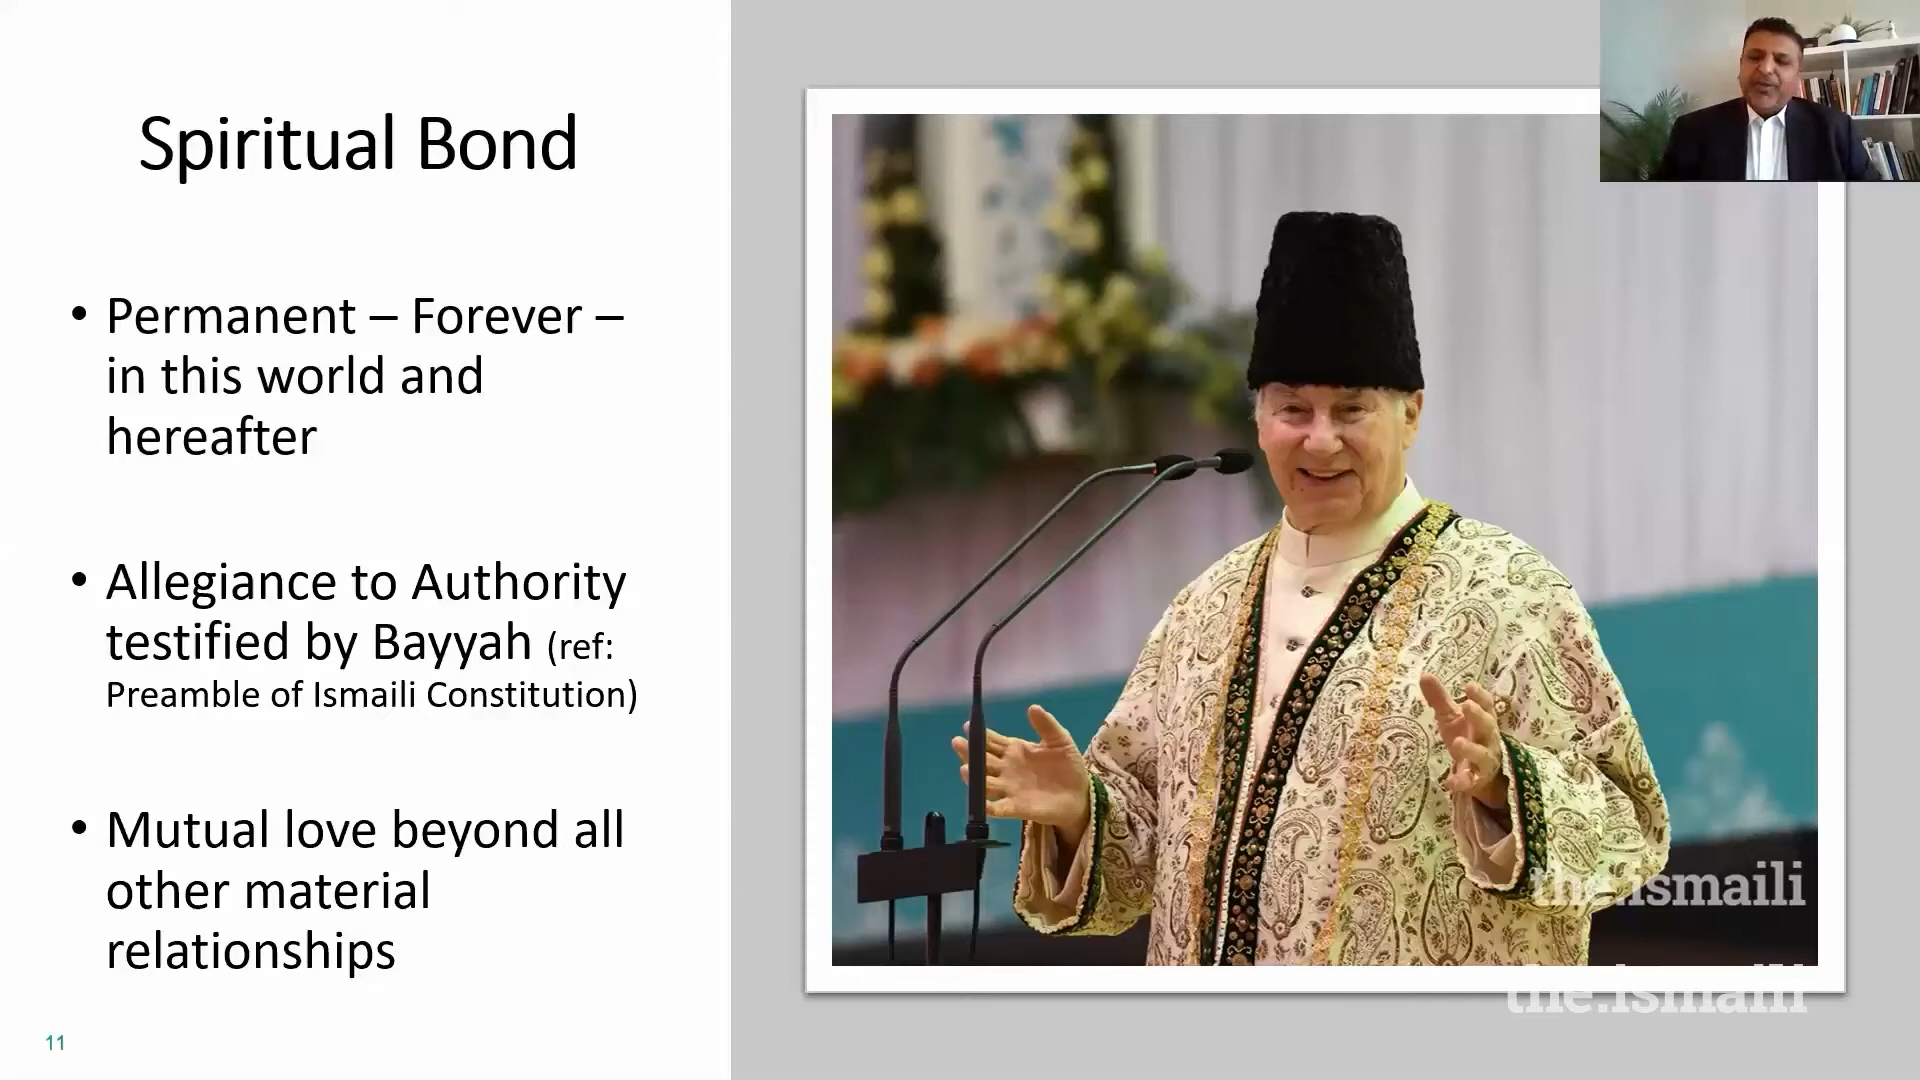 Spiritual Bond
• Permanent – Forever –
in this world and
hereafter
• Allegiance to Authority
testified by Bayyah (ref:
Preamble of Ismaili Constitution)
• Mutual love beyond all
other material
relationships
11
the.ismaili
the.ismaili